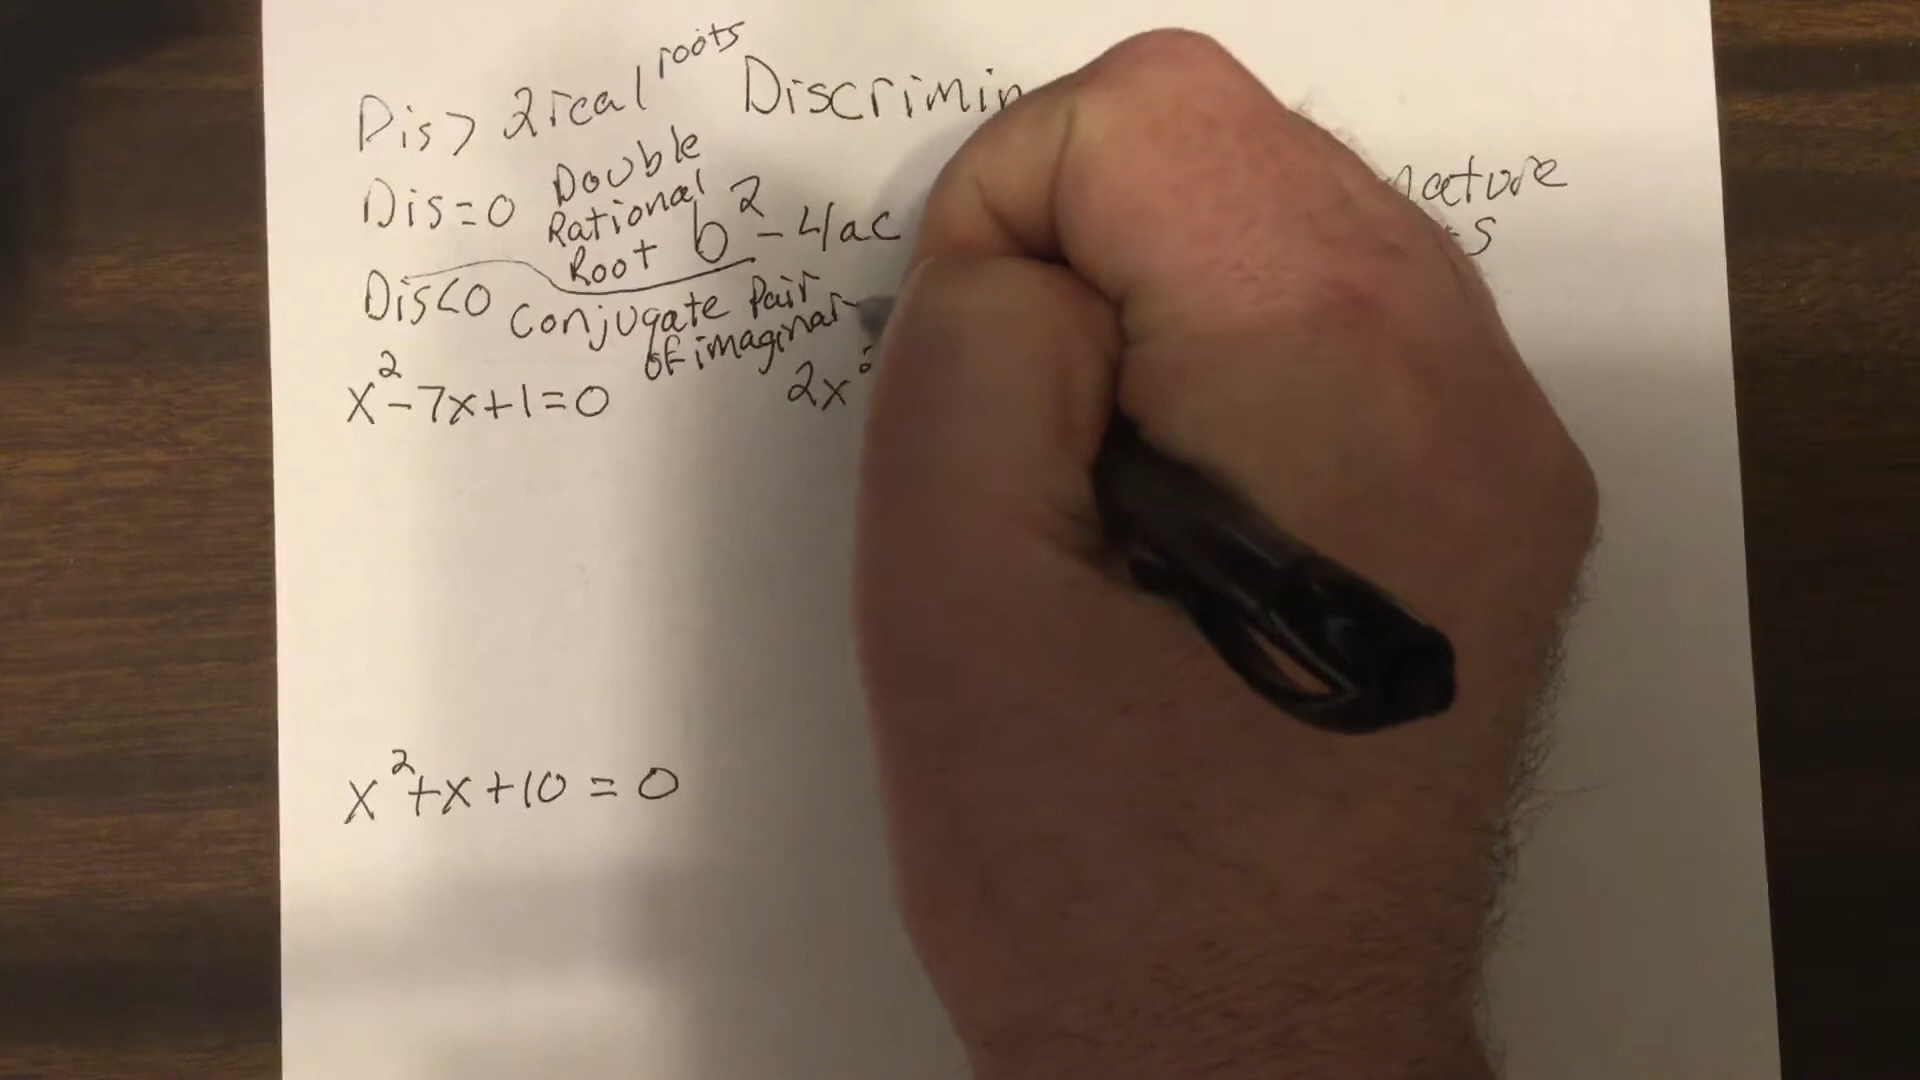 Dis > 2 real roots
Discrimin
Dis = 0 Double
Rational
Root
b² - 4ac
nature
s
Dis < 0 Conjugate Pair
of imaginar
x² - 7x + 1 = 0
2x
x² + x + 10 = 0